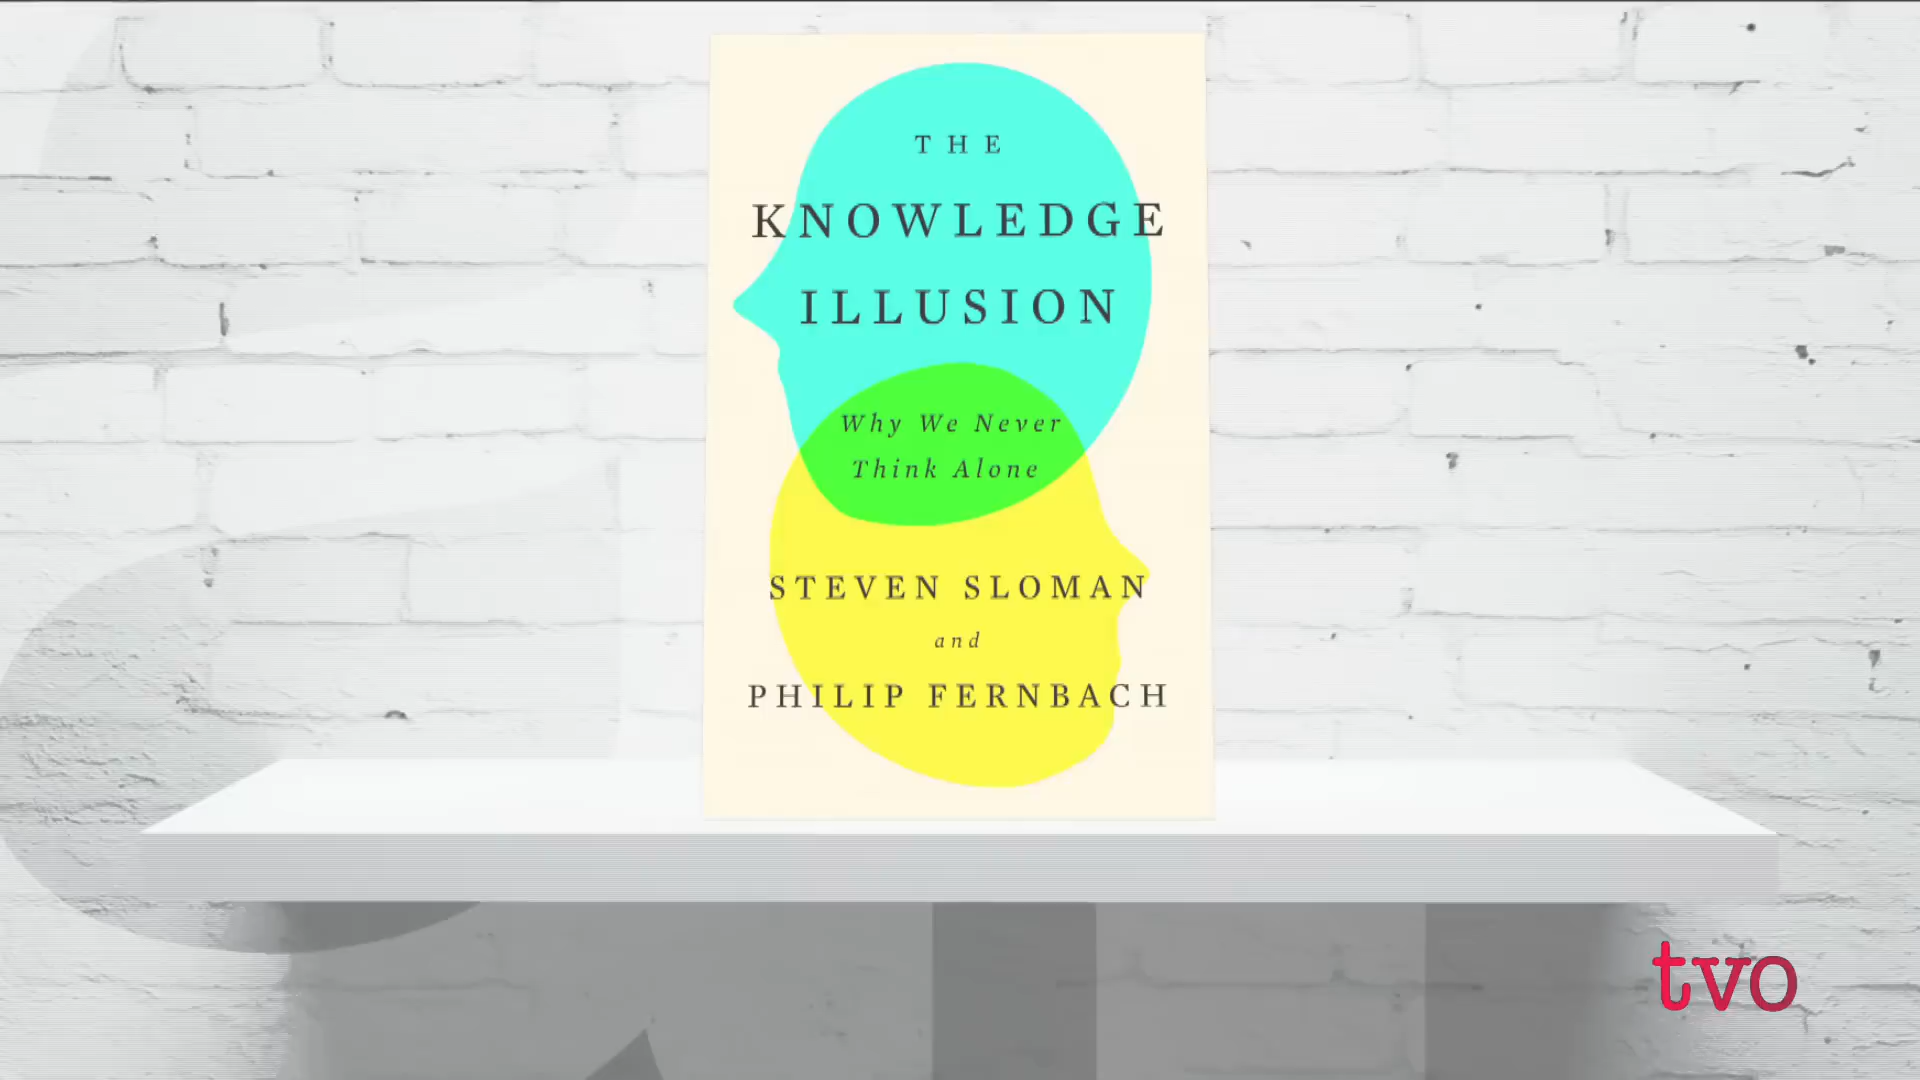 THE
KNOWLEDGE
ILLUSION
Why We Never
Think Alone
STEVEN SLOMAN
and
PHILIP FERNBACH
tvo